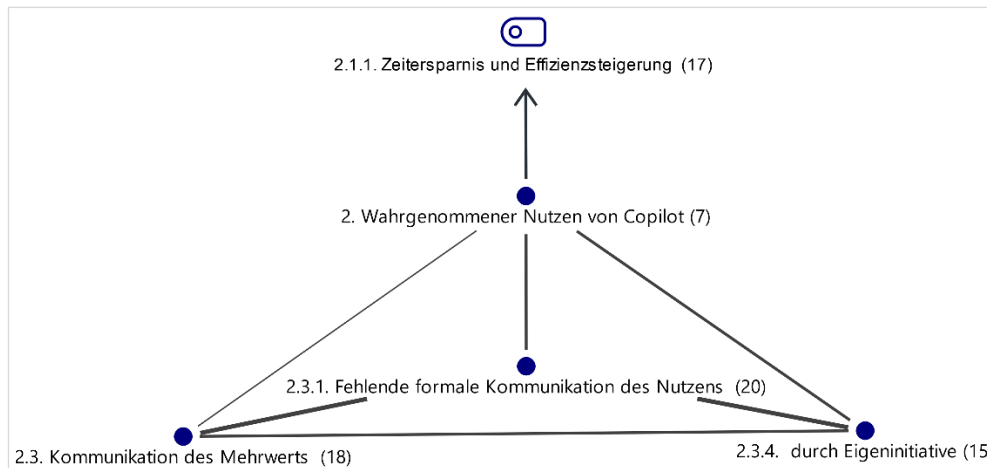 2.1.1. Zeitersparnis und Effizienzsteigerung (17)
2. Wahrgenommener Nutzen von Copilot (7)
2.3.1. Fehlende formale Kommunikation des Nutzens (20)
2.3. Kommunikation des Mehrwerts (18)
2.3.4. durch Eigeninitiative (15